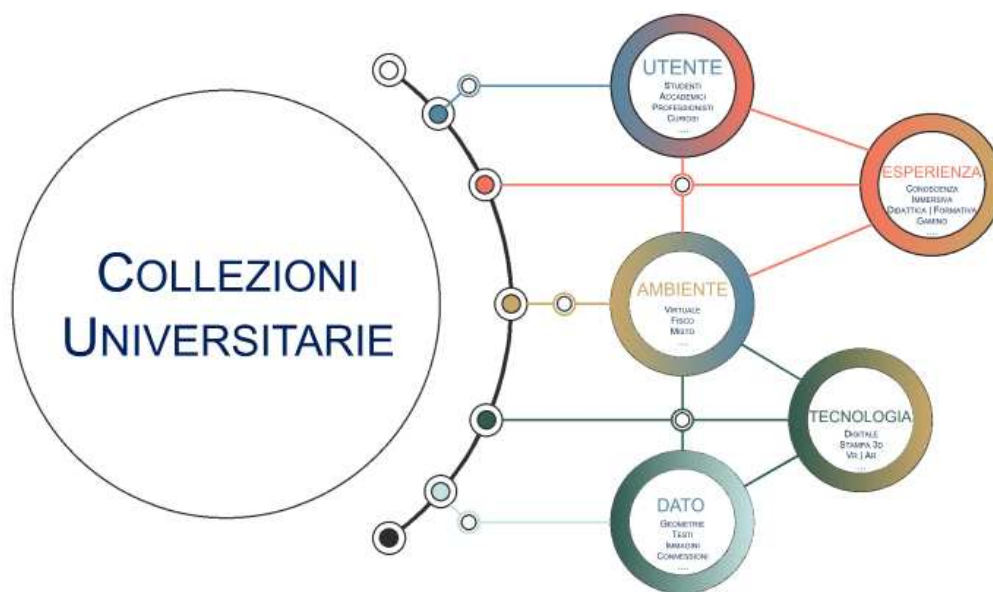 COLLEZIONI
UNIVERSITARIE
UTENTE
STUDENTI
ACCADEMICI
PROFESSIONISTI
CURIOSI
....
ESPERIENZA
CONOSCENZA
IMMERSIVA
DIDATTICA | FORMATIVA
GAMING
....
AMBIENTE
VIRTUALE
FISICO
MISTO
....
TECNOLOGIA
DIGITALE
STAMPA 3D
VR | AR
....
DATO
GEOMETRIE
TESTI
IMMAGINI
CONNESSIONI
....